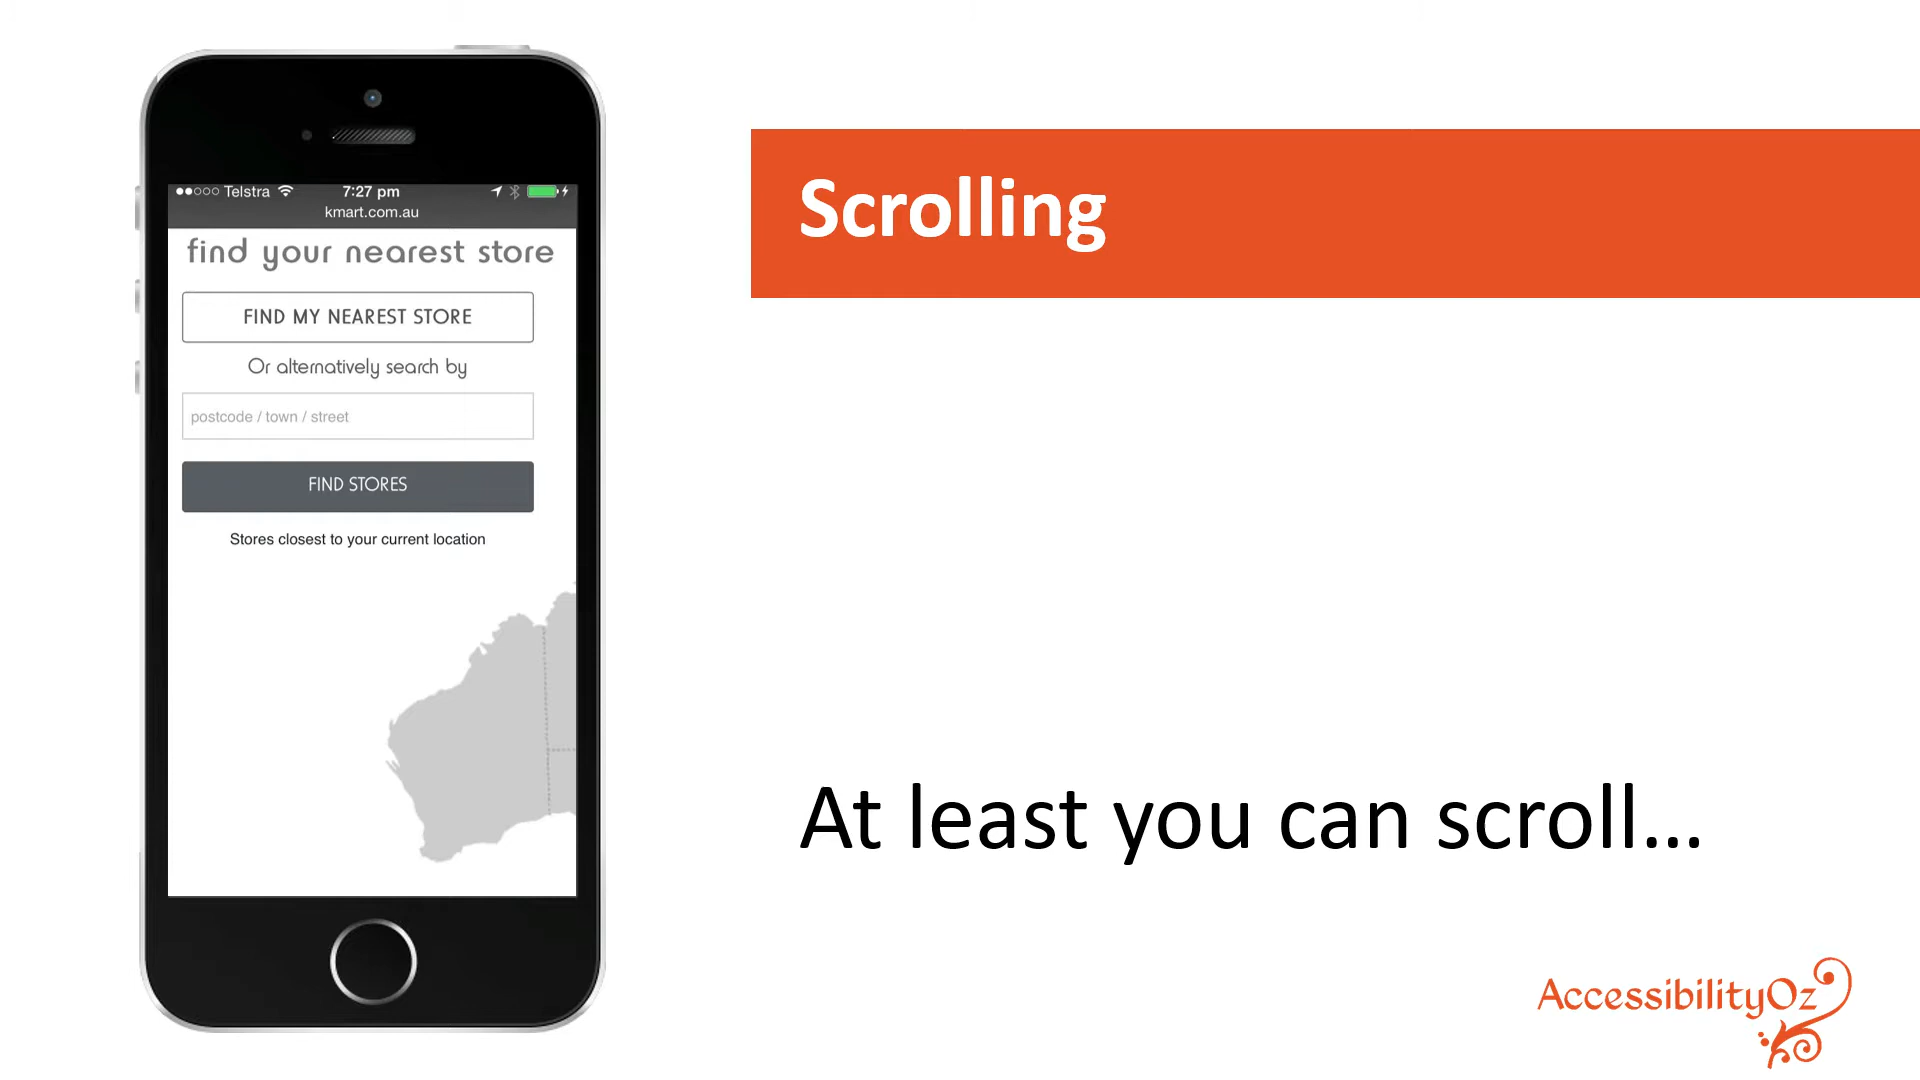 Telstra 7:27 pm
kmart.com.au
find your nearest store
FIND MY NEAREST STORE
Or alternatively search by
postcode / town / street
FIND STORES
Stores closest to your current location
Scrolling
At least you can scroll...
AccessibilityOz